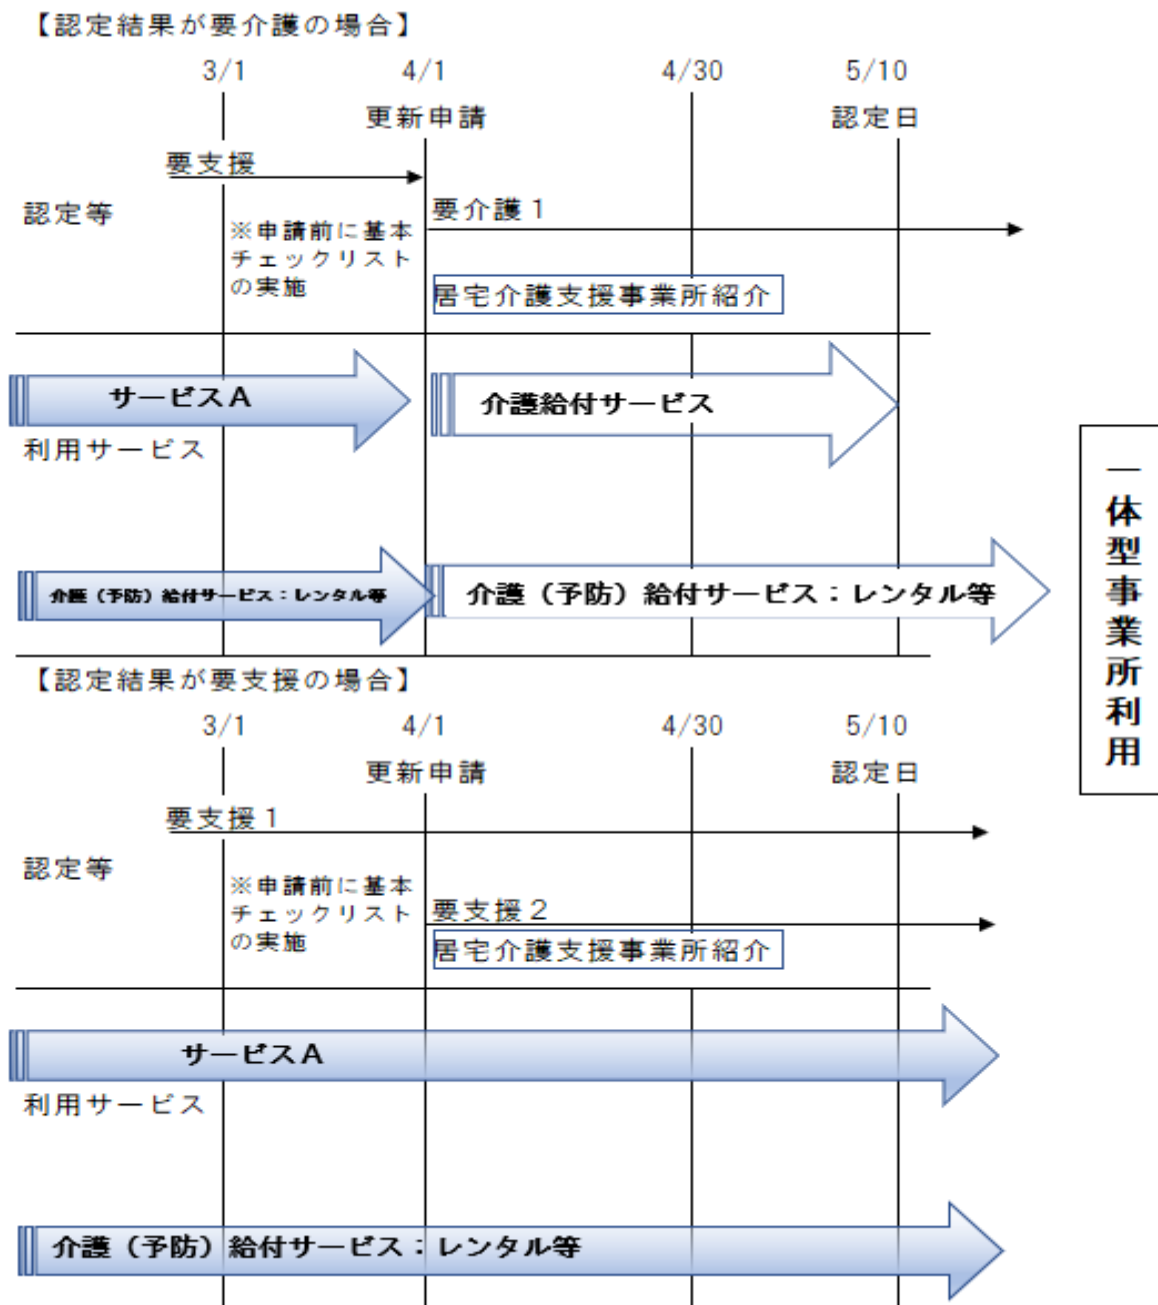 【認定結果が要介護の場合】
3/1
4/1
4/30
5/10
更新申請
認定日
要支援
認定等
要介護1
※申請前に基本
チェックリスト
の実施
居宅介護支援事業所紹介
サービスA
介護給付サービス
利用サービス
介護（予防）給付サービス：レンタル等
介護（予防）給付サービス：レンタル等
一体型事業所利用
【認定結果が要支援の場合】
3/1
4/1
4/30
5/10
更新申請
認定日
要支援1
認定等
※申請前に基本
チェックリスト
の実施
要支援2
居宅介護支援事業所紹介
サービスA
利用サービス
介護（予防）給付サービス：レンタル等